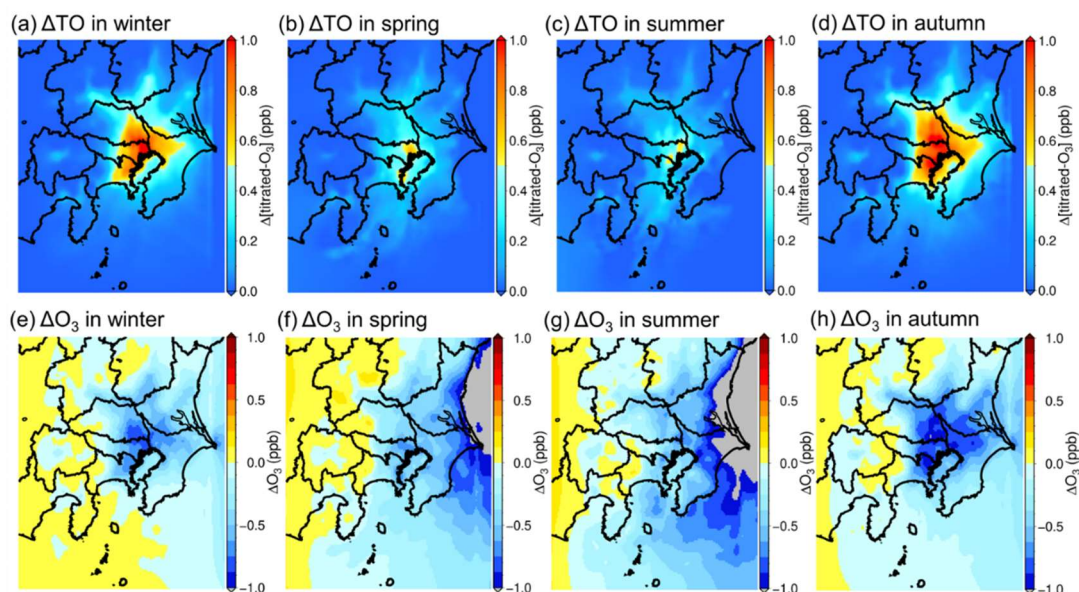 (a) ΔTO in winter
(b) ΔTO in spring
(c) ΔTO in summer
(d) ΔTO in autumn
1.0
0.8
0.6
0.4
0.2
0.0
Δ[titrated-O₃] (ppb)
1.0
0.8
0.6
0.4
0.2
0.0
Δ[titrated-O₃] (ppb)
1.0
0.8
0.6
0.4
0.2
0.0
Δ[titrated-O₃] (ppb)
1.0
0.8
0.6
0.4
0.2
0.0
Δ[titrated-O₃] (ppb)
(e) ΔO₃ in winter
(f) ΔO₃ in spring
(g) ΔO₃ in summer
(h) ΔO₃ in autumn
1.0
0.5
0.0
−0.5
−1.0
ΔO₃ (ppb)
1.0
0.5
0.0
−0.5
−1.0
ΔO₃ (ppb)
1.0
0.5
0.0
−0.5
−1.0
ΔO₃ (ppb)
1.0
0.5
0.0
−0.5
−1.0
ΔO₃ (ppb)